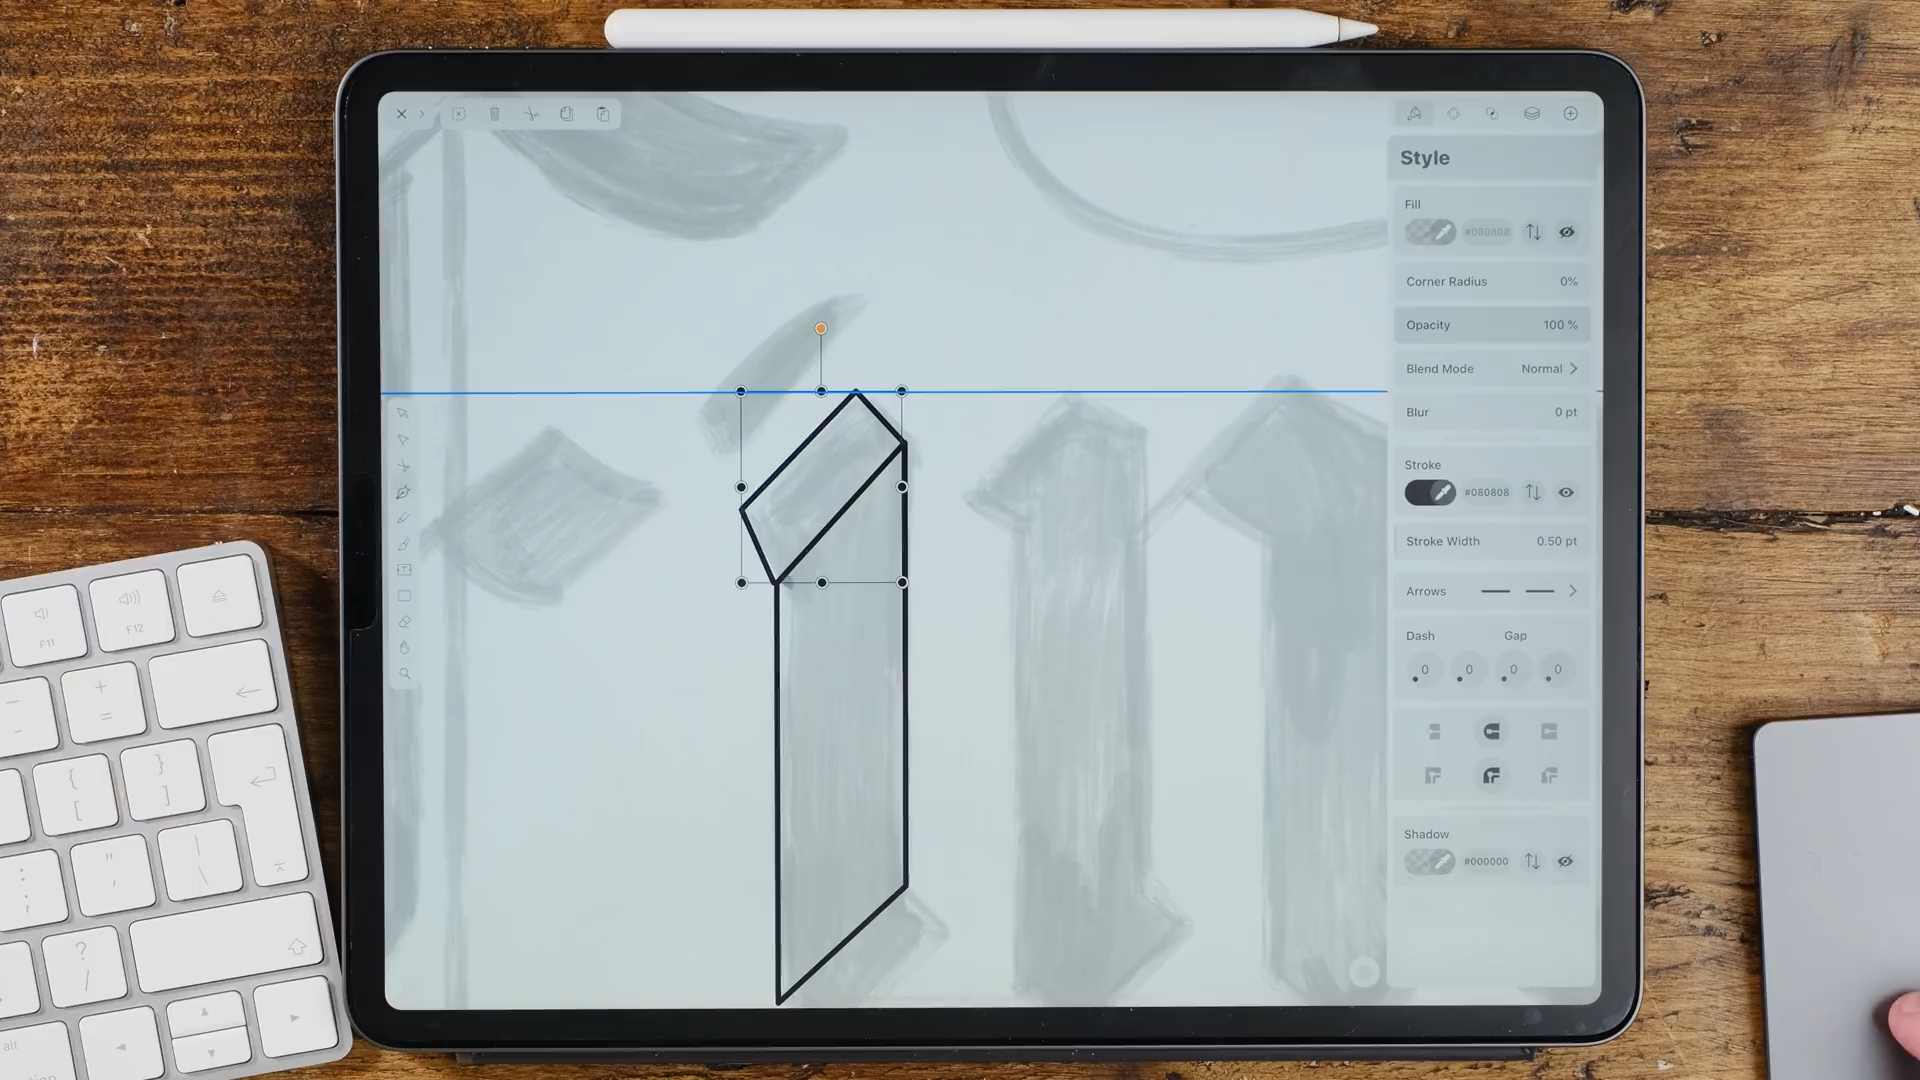 Style
Fill
#080808
Corner Radius 0%
Opacity 100 %
Blend Mode Normal
Blur 0 pt
Stroke
#080808
Stroke Width 0.50 pt
Arrows
Dash Gap
0 0 0 0
Shadow
#000000
F11 F12
+
=
{ }
[ ]
:
;
"
,
|
\
?
/
alt